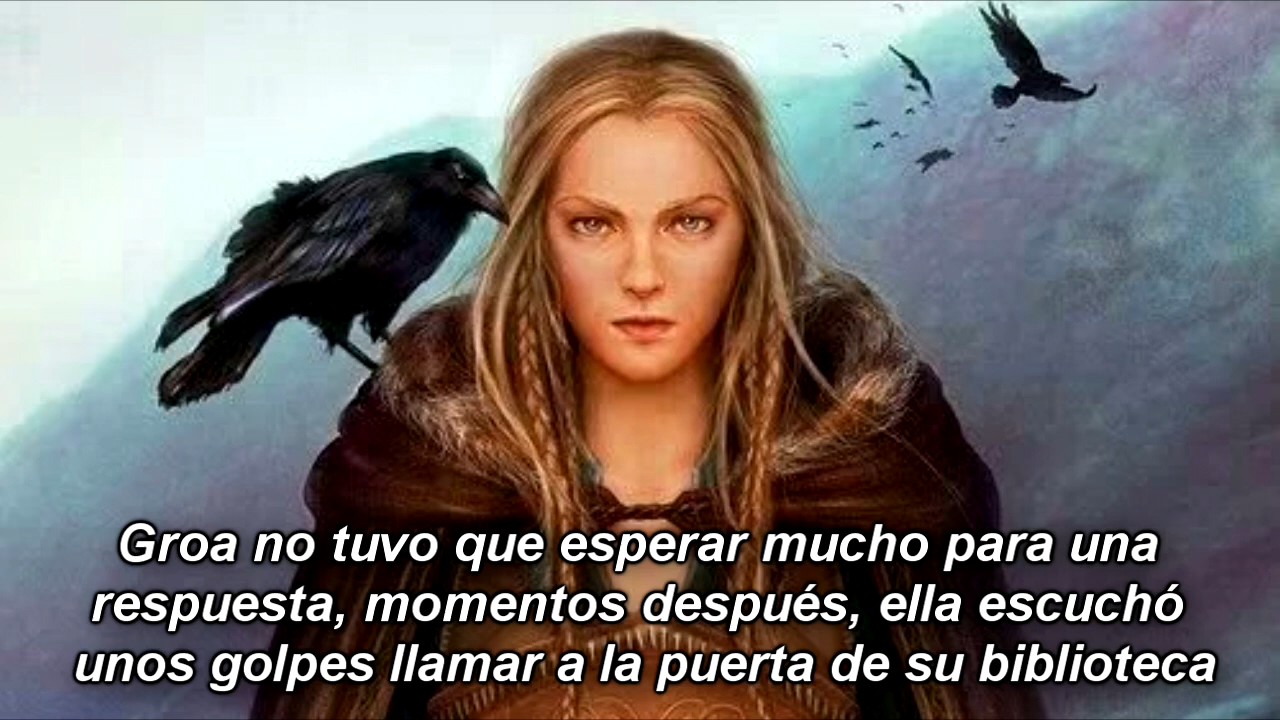 Groa no tuvo que esperar mucho para una
respuesta, momentos después, ella escuchó
unos golpes llamar a la puerta de su biblioteca